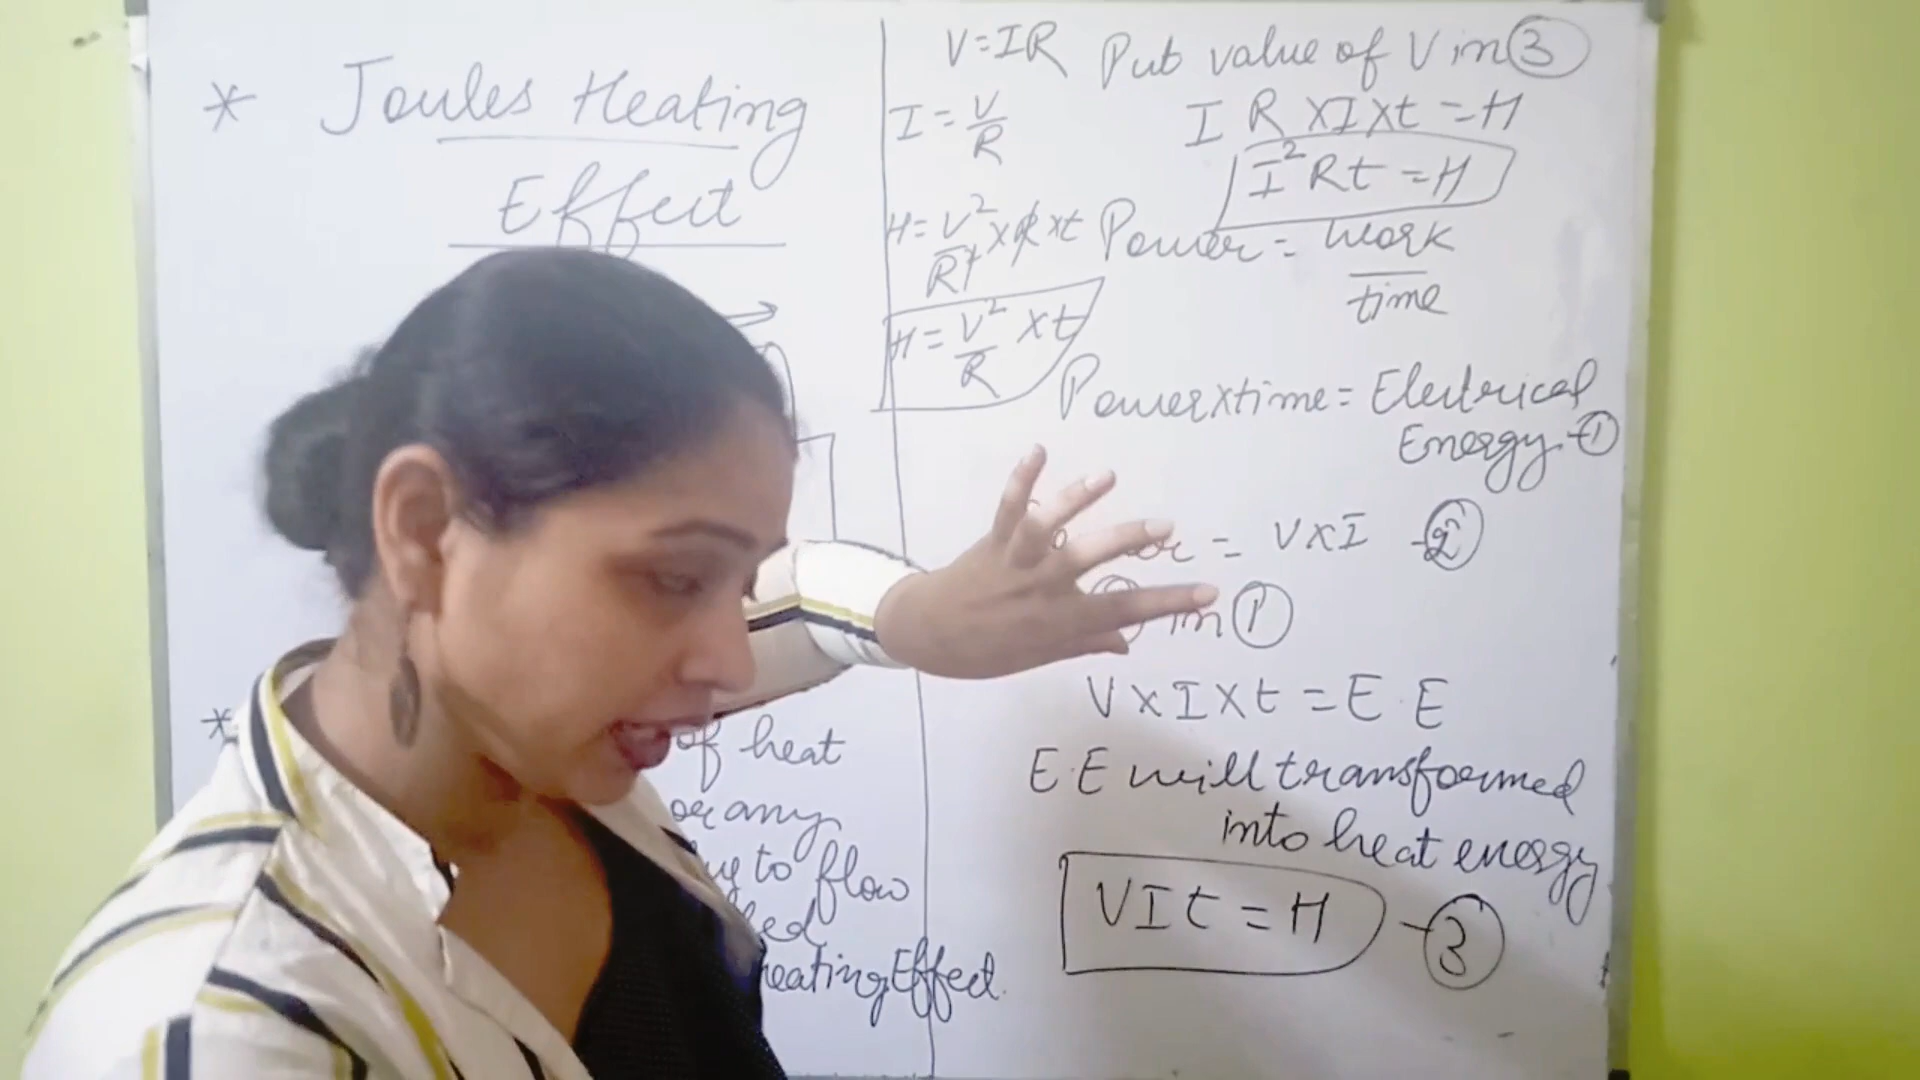 * Joules Heating
Effect
* of heat
or any
to flow
heating Effect.
V=IR
I = V/R
H = V²/R² × R × t
H = V²/R × t
Put value of V in ③
I R × I × t = H
I²Rt = H
Power = work
time
Power × time = Electrical
Energy - ①
= V × I - ②
in ①
V × I × t = E.E
E.E will transformed
into heat energy
VIt = H - ③